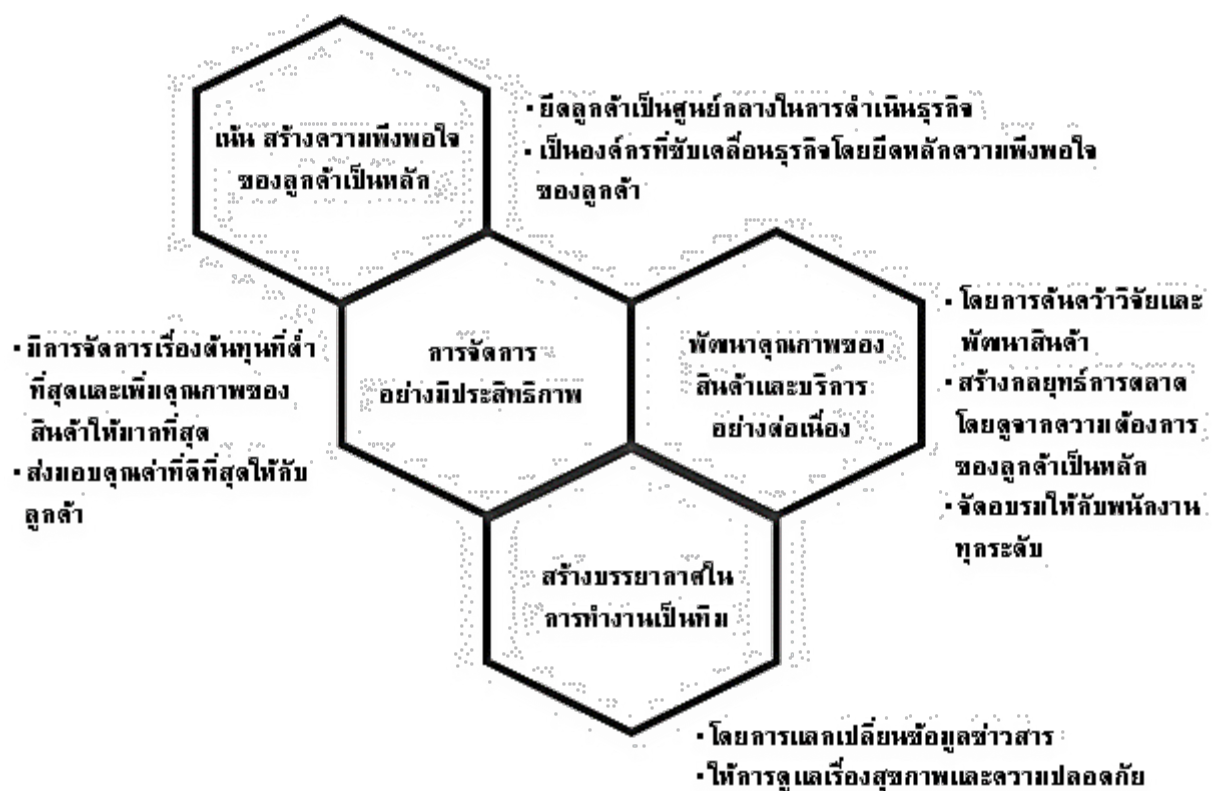 เน้น สร้างความพึงพอใจ
ของลูกค้าเป็นหลัก
• ยึดลูกค้าเป็นศูนย์กลางในการดำเนินธุรกิจ
• เป็นองค์กรที่ขับเคลื่อนธุรกิจโดยยึดหลักความพึงพอใจ
ของลูกค้า
• มีการจัดการเรื่องต้นทุนที่ต่ำ
ที่สุดและเพิ่มคุณภาพของ
สินค้าให้มากที่สุด
• ส่งมอบคุณค่าที่ดีที่สุดให้กับ
ลูกค้า
การจัดการ
อย่างมีประสิทธิภาพ
พัฒนาคุณภาพของ
สินค้าและบริการ
อย่างต่อเนื่อง
• โดยการค้นคว้าวิจัยและ
พัฒนาสินค้า
• สร้างกลยุทธ์การตลาด
โดยดูจากความต้องการ
ของลูกค้าเป็นหลัก
• จัดอบรมให้กับพนักงาน
ทุกระดับ
สร้างบรรยากาศใน
การทำงานเป็นทีม
• โดยการแลกเปลี่ยนข้อมูลข่าวสาร
• ให้การดูแลเรื่องสุขภาพและความปลอดภัย